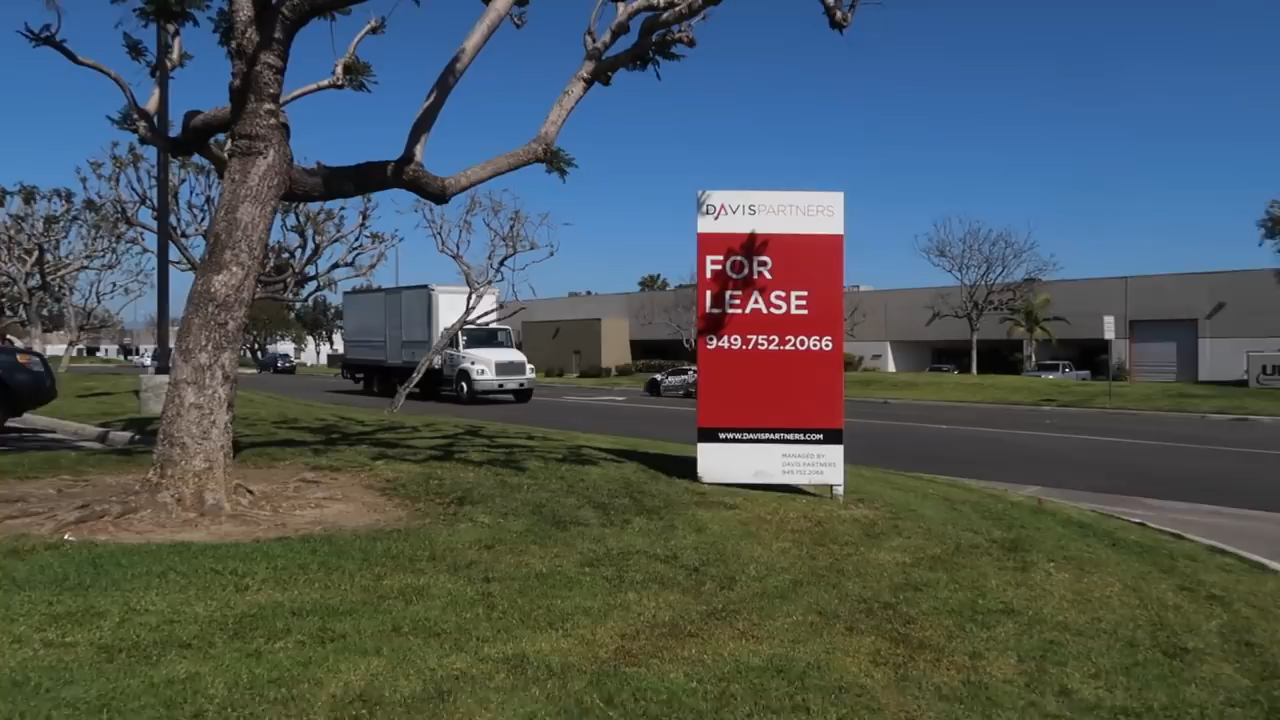 DAVISPARTNERS
FOR
LEASE
949.752.2066
WWW.DAVISPARTNERS.COM
MANAGED BY:
DAVIS PARTNERS
949.752.2066